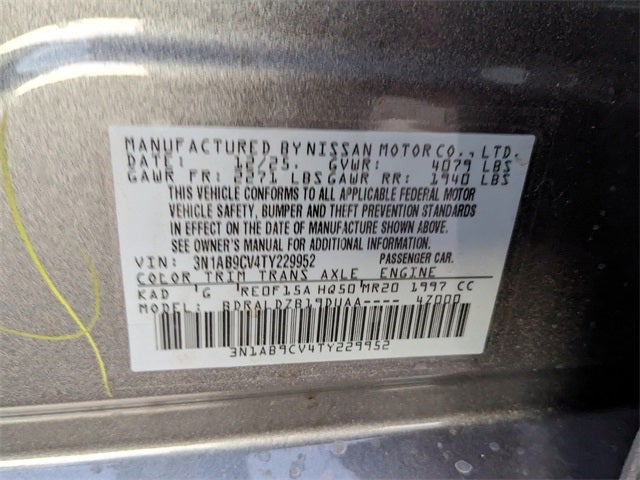 MANUFACTURED BY NISSAN MOTOR CO., LTD.
DATE: 12/25. GVWR: 4079 LBS
GAWR FR: 2271 LBS GAWR RR: 1940 LBS
THIS VEHICLE CONFORMS TO ALL APPLICABLE FEDERAL MOTOR
VEHICLE SAFETY, BUMPER AND THEFT PREVENTION STANDARDS
IN EFFECT ON THE DATE OF MANUFACTURE SHOWN ABOVE.
SEE OWNER'S MANUAL FOR ADDITIONAL INFORMATION.
VIN: 3N1AB9CV4TY229952 PASSENGER CAR.
COLOR TRIM TRANS AXLE ENGINE
KAD G RE0F15A HQ50 MR20 1997 CC
MODEL: BDRALDZB19DUAA---- 4Z000
3N1AB9CV4TY229952